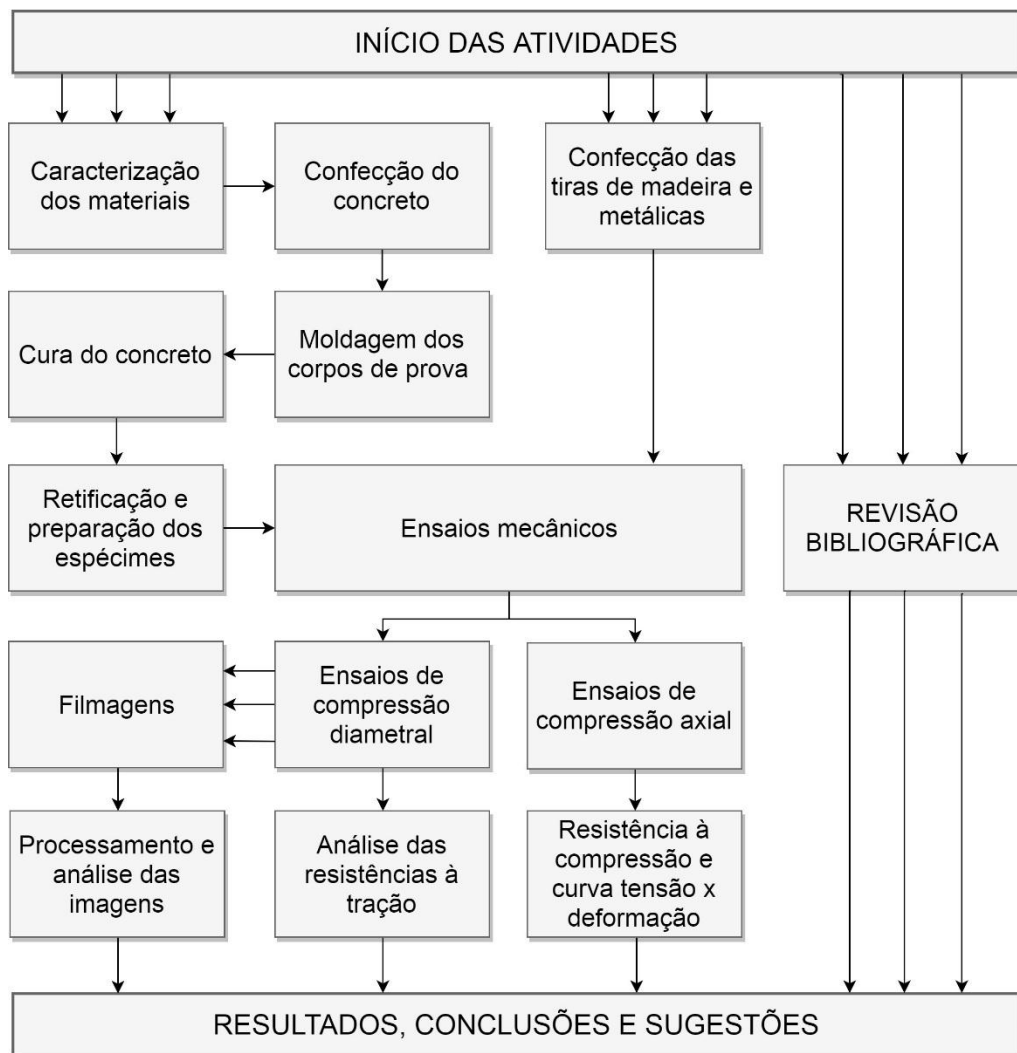 INÍCIO DAS ATIVIDADES
Caracterização
dos materiais
Confecção do
concreto
Confecção das
tiras de madeira e
metálicas
Cura do concreto
Moldagem dos
corpos de prova
Retificação e
preparação dos
espécimes
Ensaios mecânicos
REVISÃO
BIBLIOGRÁFICA
Filmagens
Ensaios de
compressão
diametral
Ensaios de
compressão axial
Processamento e
análise das
imagens
Análise das
resistências à
tração
Resistência à
compressão e
curva tensão x
deformação
RESULTADOS, CONCLUSÕES E SUGESTÕES